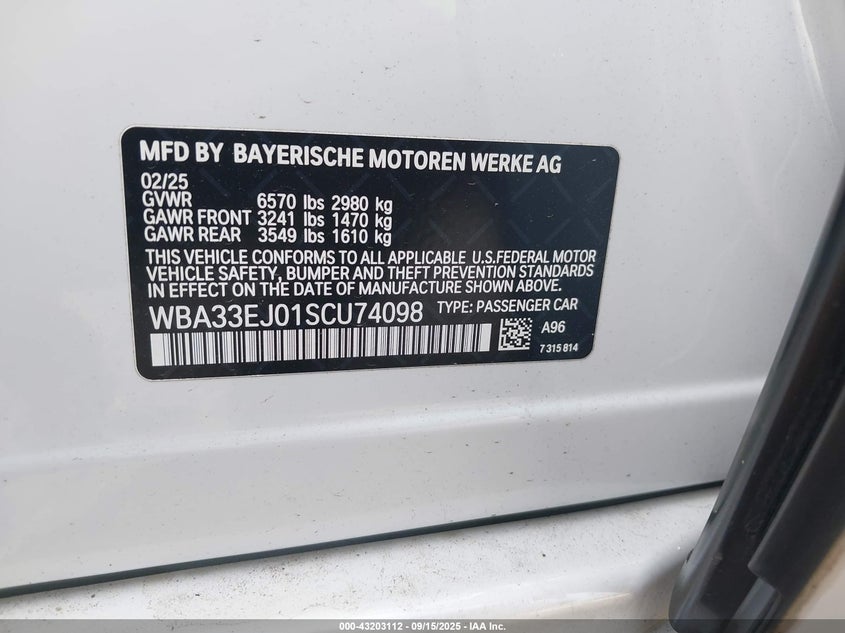 MFD BY BAYERISCHE MOTOREN WERKE AG
02/25
GVWR 6570 lbs 2980 kg
GAWR FRONT 3241 lbs 1470 kg
GAWR REAR 3549 lbs 1610 kg
THIS VEHICLE CONFORMS TO ALL APPLICABLE U.S.FEDERAL MOTOR
VEHICLE SAFETY, BUMPER AND THEFT PREVENTION STANDARDS
IN EFFECT ON THE DATE OF MANUFACTURE SHOWN ABOVE.
WBA33EJ01SCU74098 TYPE: PASSENGER CAR
A96
7 315 814
000-43203112 - 09/15/2025 - IAA Inc.